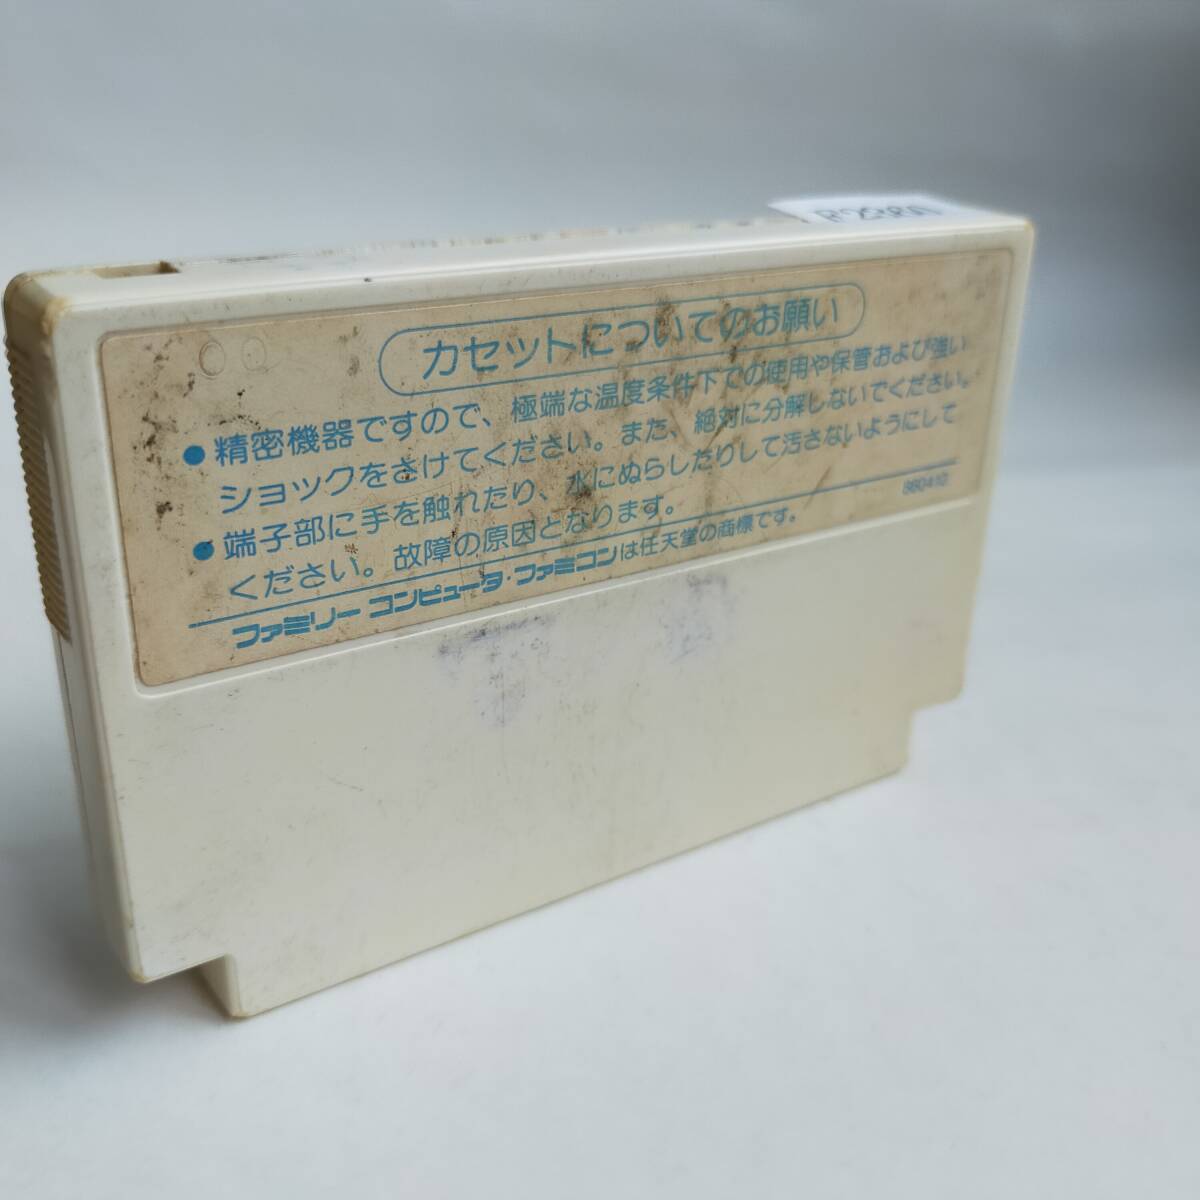 カセットについてのお願い
●精密機器ですので、極端な温度条件下での使用や保管および強い
ショックをさけてください。また、絶対に分解しないでください。
●端子部に手を触れたり、水にぬらしたりして汚さないようにして
ください。故障の原因となります。
860410
ファミリーコンピュータ・ファミコンは任天堂の商標です。